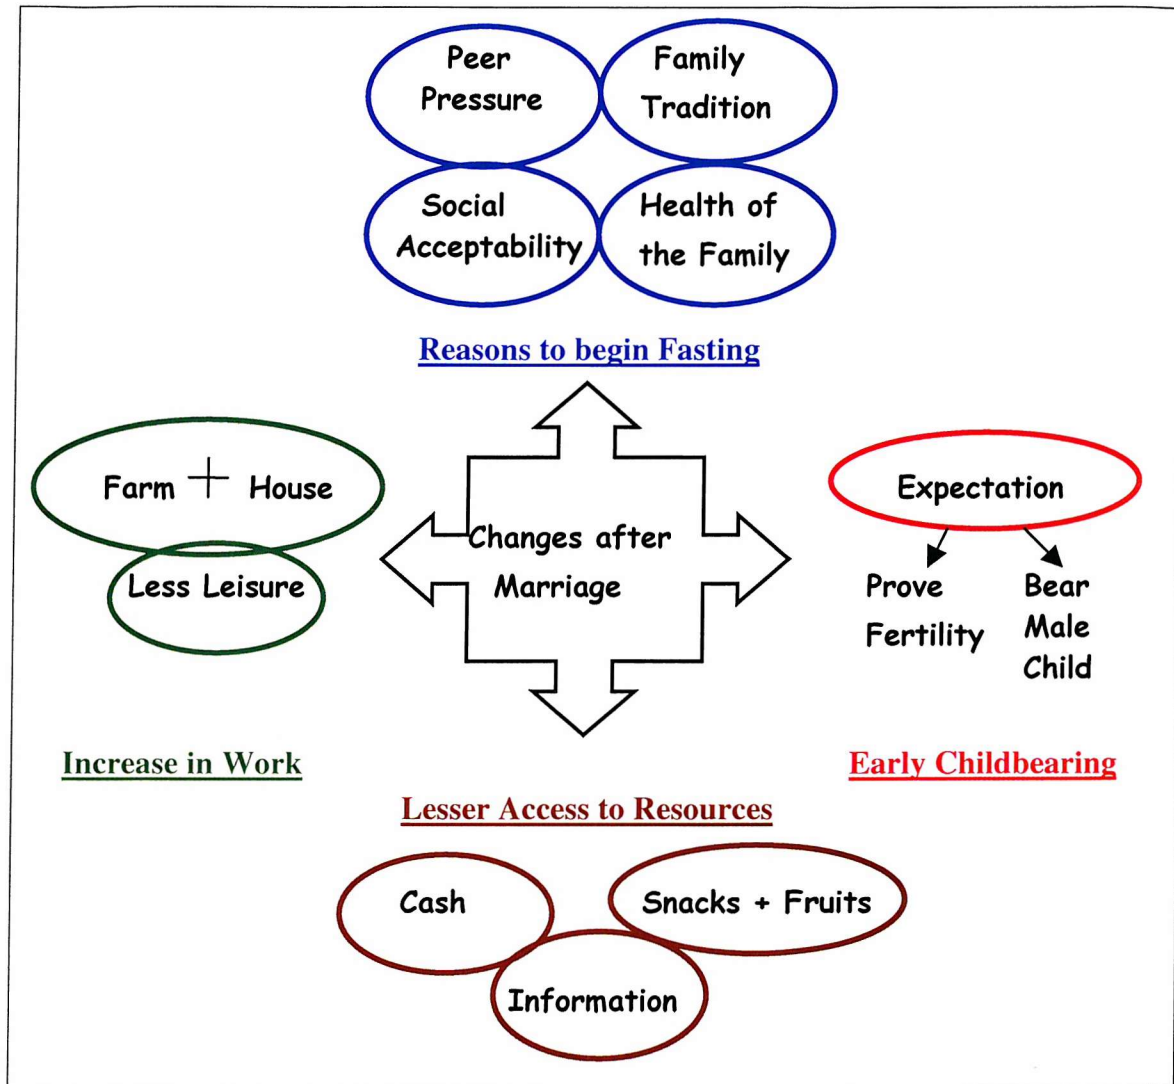 Peer
Pressure
Family
Tradition
Social
Acceptability
Health of
the Family
Reasons to begin Fasting
Farm + House
Less Leisure
Changes after
Marriage
Expectation
Prove
Fertility
Bear
Male
Child
Increase in Work
Early Childbearing
Lesser Access to Resources
Cash
Snacks + Fruits
Information